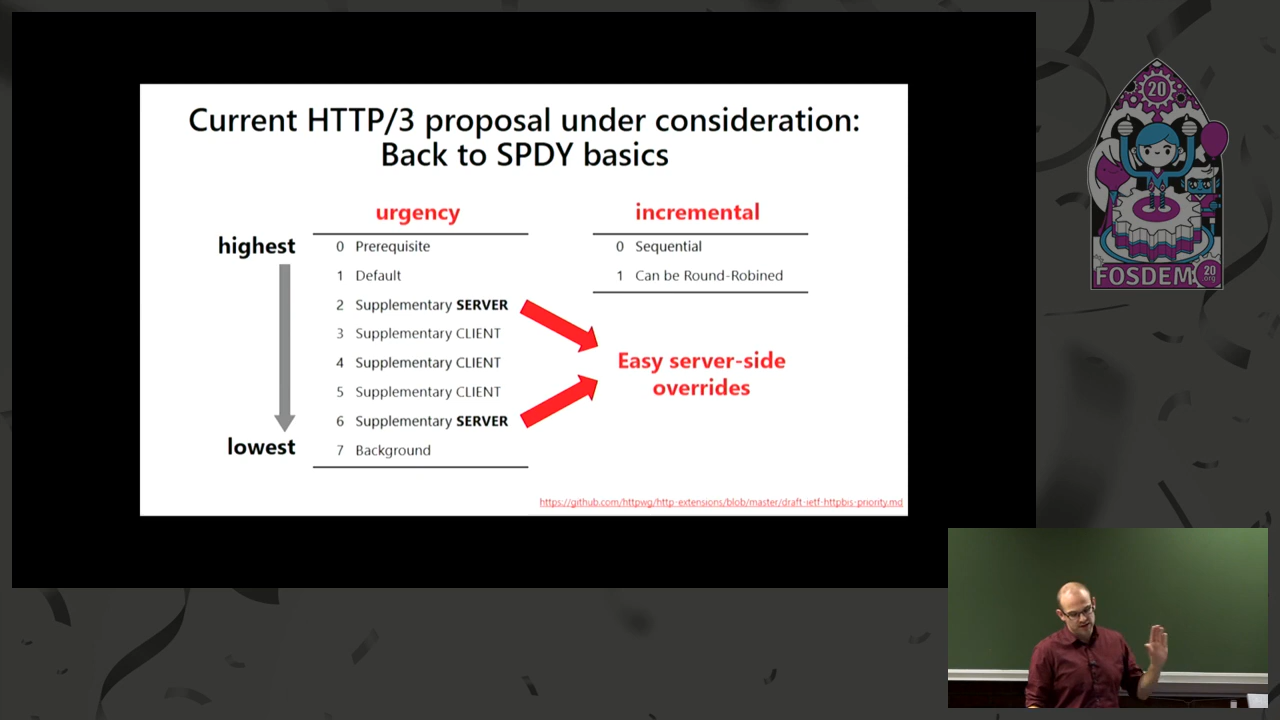 Current HTTP/3 proposal under consideration:
Back to SPDY basics
urgency
highest
0 Prerequisite
1 Default
2 Supplementary SERVER
3 Supplementary CLIENT
4 Supplementary CLIENT
5 Supplementary CLIENT
6 Supplementary SERVER
lowest
7 Background
incremental
0 Sequential
1 Can be Round-Robined
Easy server-side
overrides
https://github.com/httpwg/http-extensions/blob/master/draft-ietf-httpbis-priority.md
20
FOSDEM
20
.org